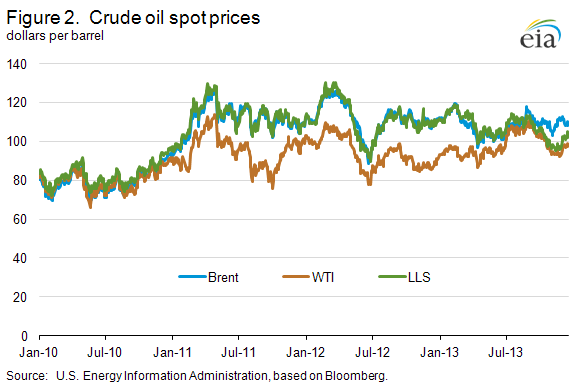 Figure 2. Crude oil spot prices
dollars per barrel
eia
140
120
100
80
60
40
20
0
Brent WTI LLS
Jan-10 Jul-10 Jan-11 Jul-11 Jan-12 Jul-12 Jan-13 Jul-13
Source: U.S. Energy Information Administration, based on Bloomberg.